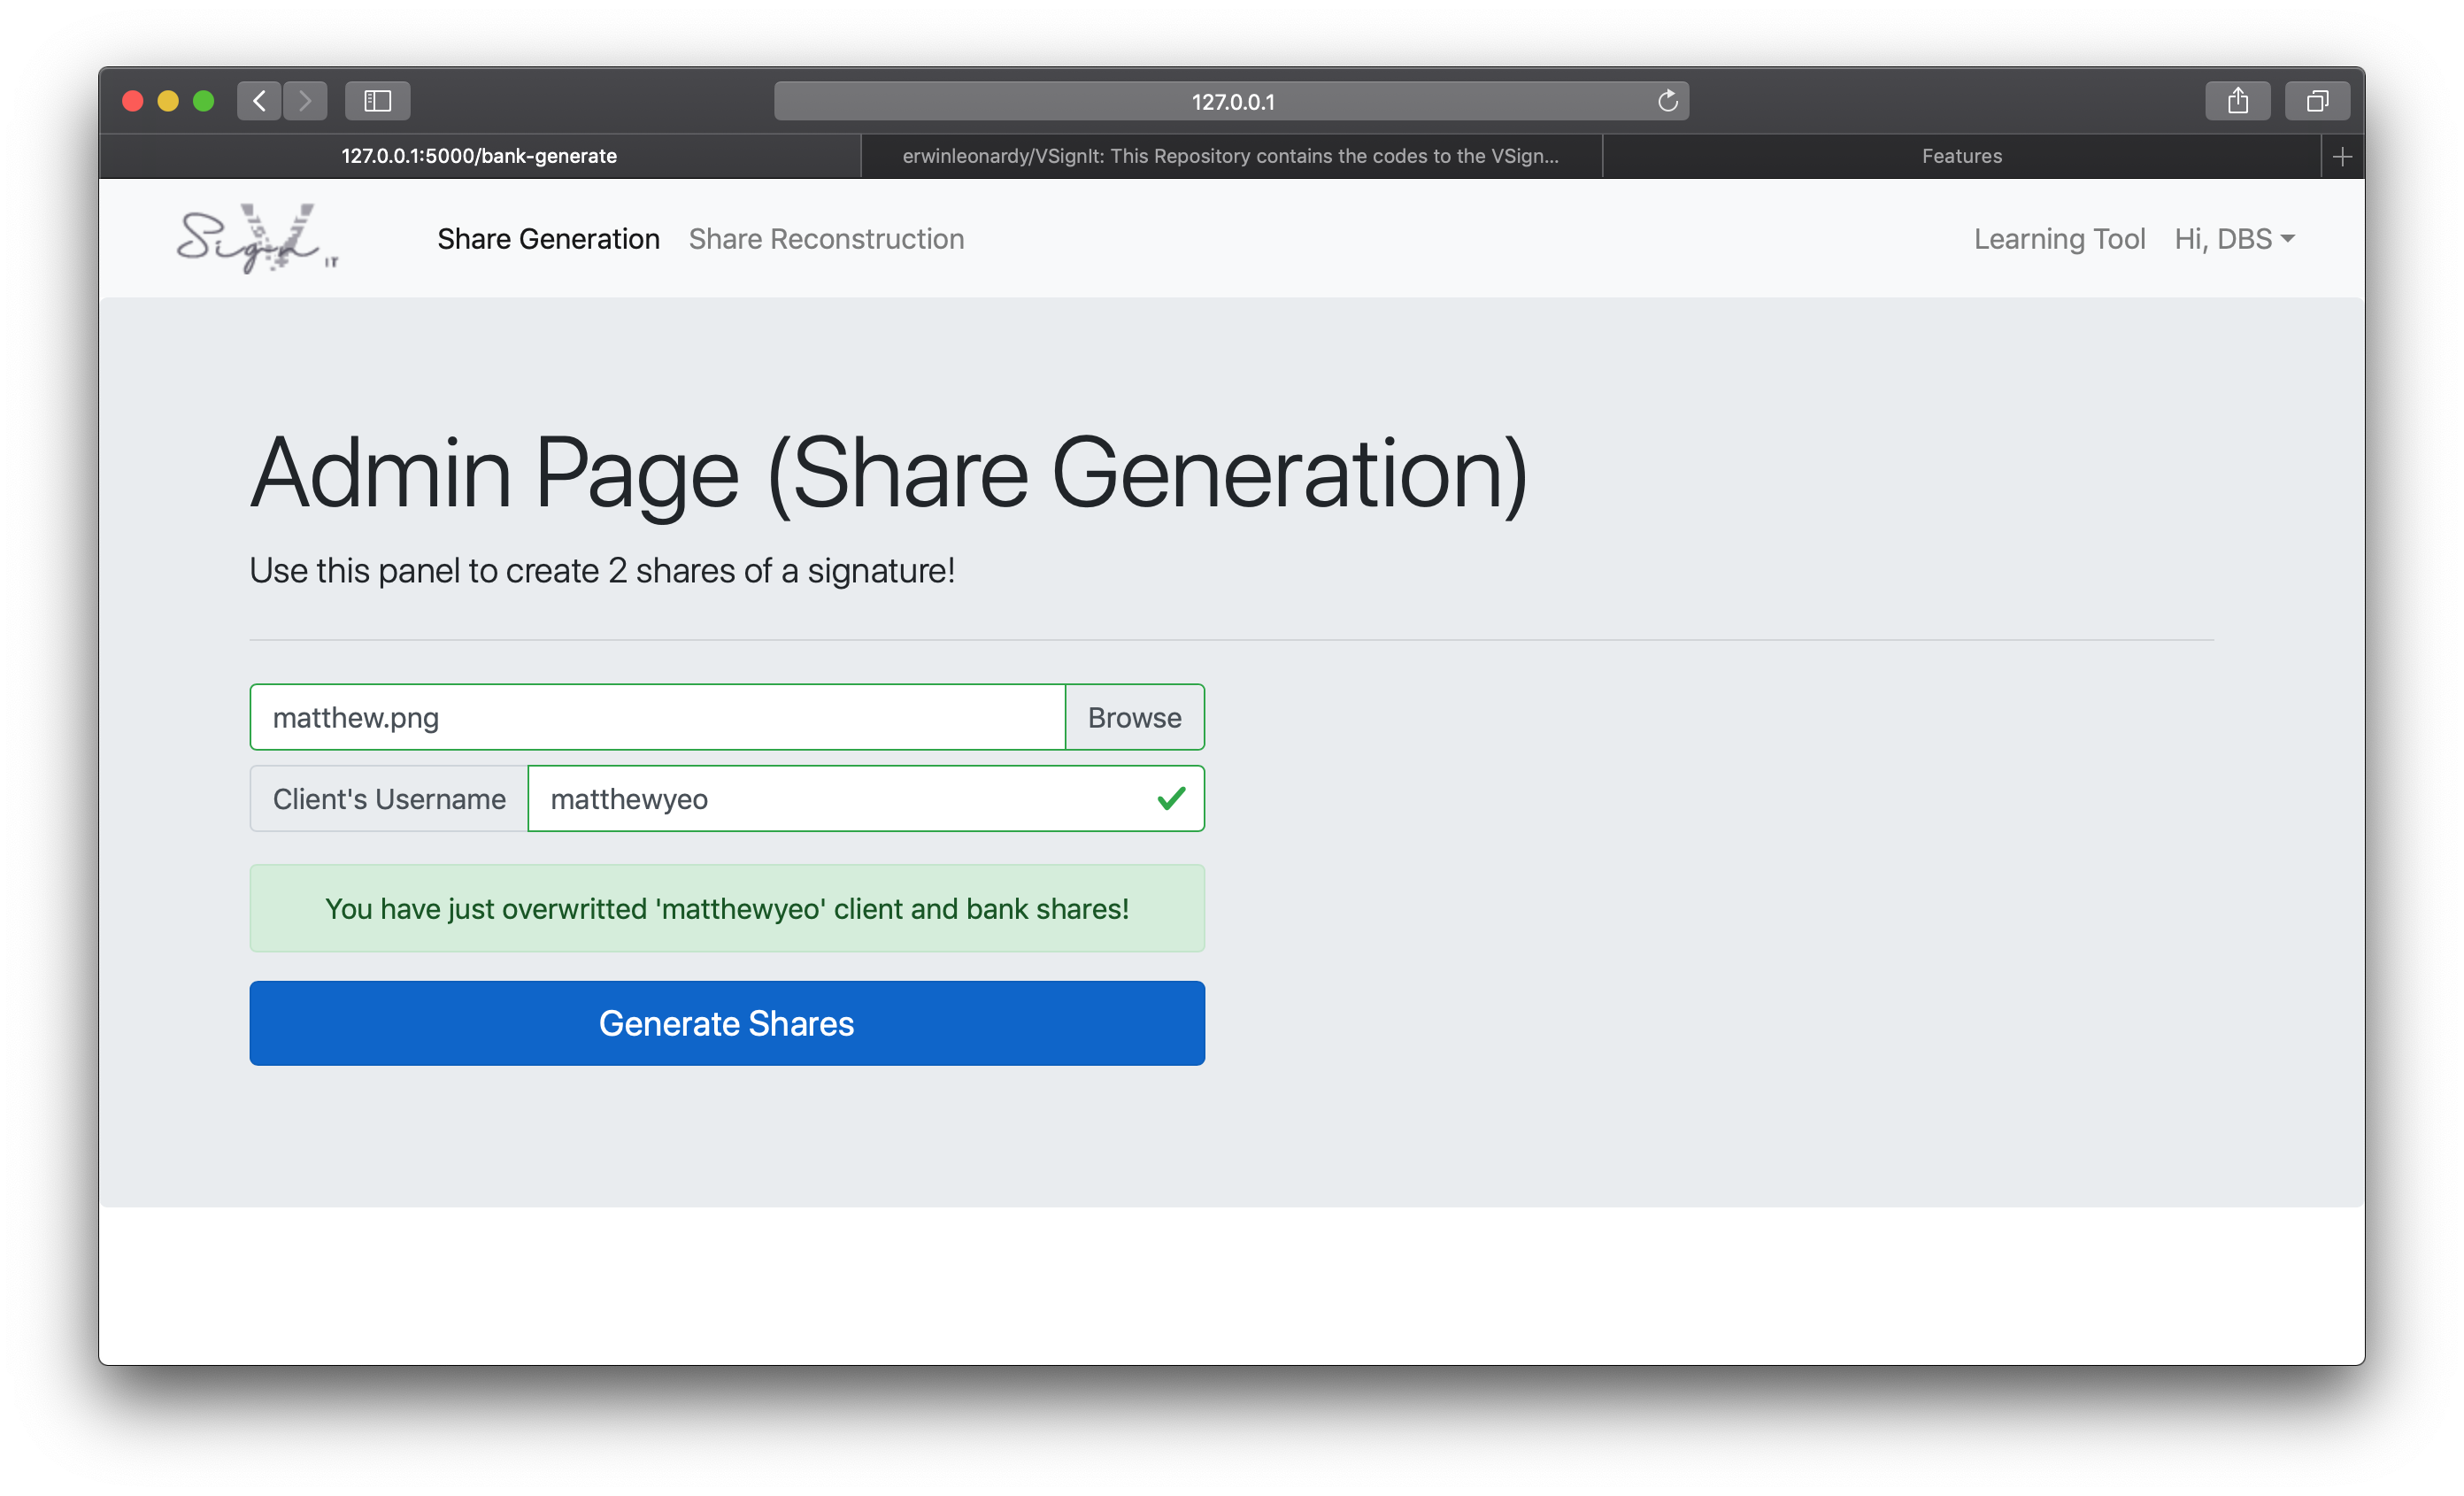 127.0.0.1
127.0.0.1:5000/bank-generate
erwinleonardy/VSignIt: This Repository contains the codes to the VSign...
Features
Sign V IT
Share Generation
Share Reconstruction
Learning Tool
Hi, DBS
Admin Page (Share Generation)
Use this panel to create 2 shares of a signature!
matthew.png
Browse
Client's Username
matthewyeo
You have just overwritted 'matthewyeo' client and bank shares!
Generate Shares